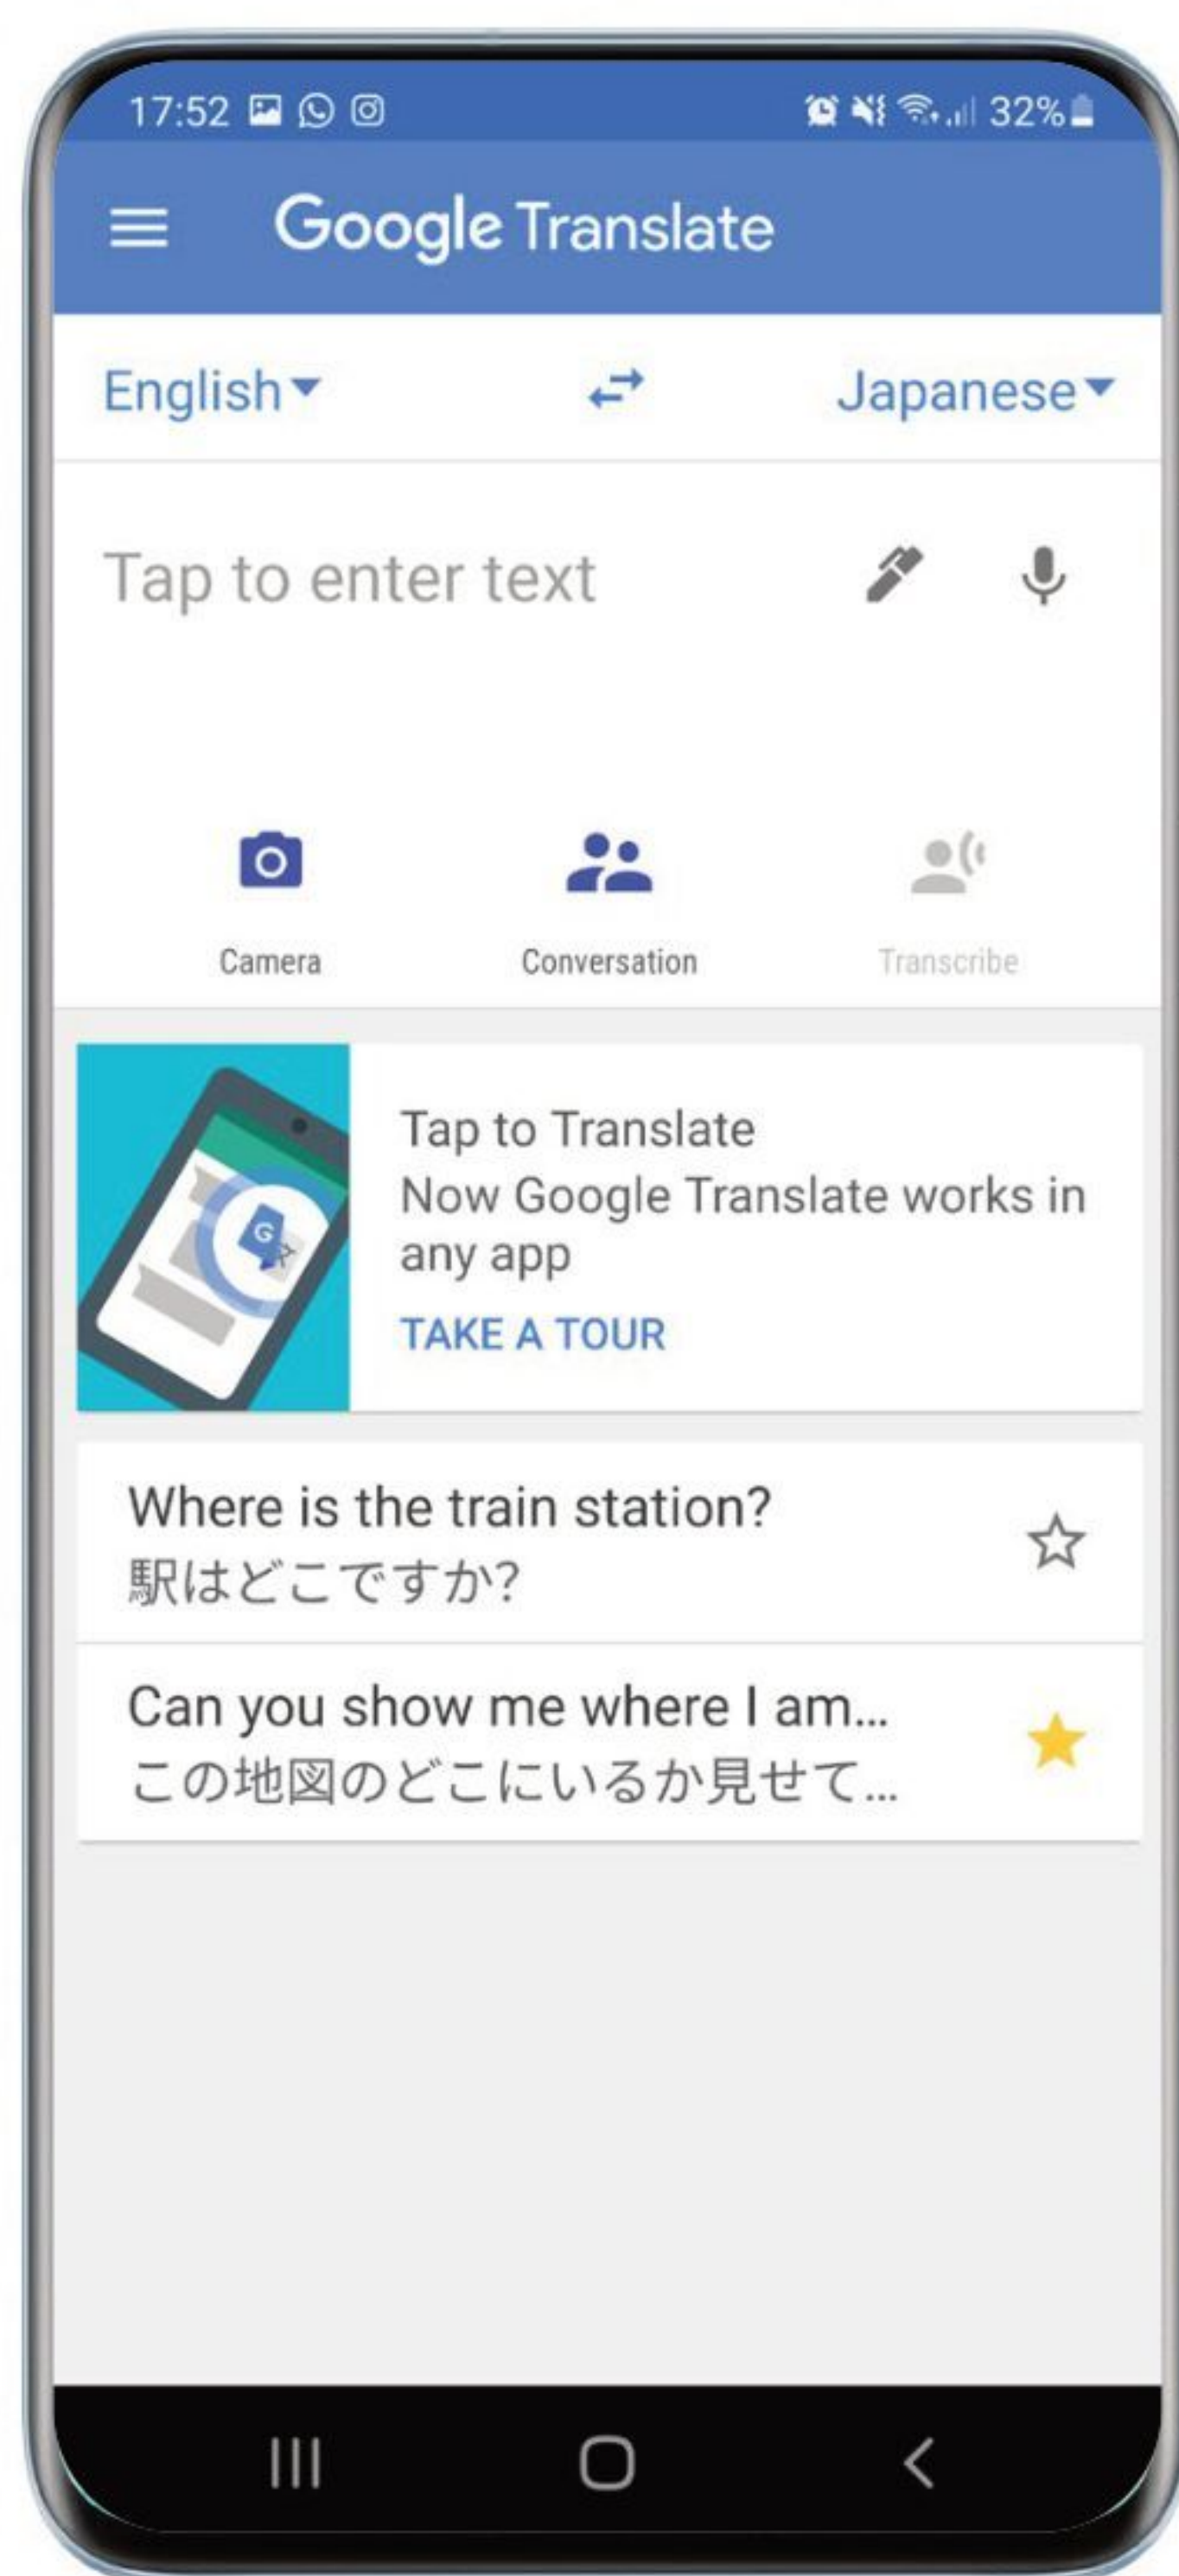 17:52
32%
Google Translate
English
Japanese
Tap to enter text
Camera
Conversation
Transcribe
Tap to Translate
Now Google Translate works in
any app
G
TAKE A TOUR
Where is the train station?
駅はどこですか?
Can you show me where I am...
この地図のどこにいるか見せて...